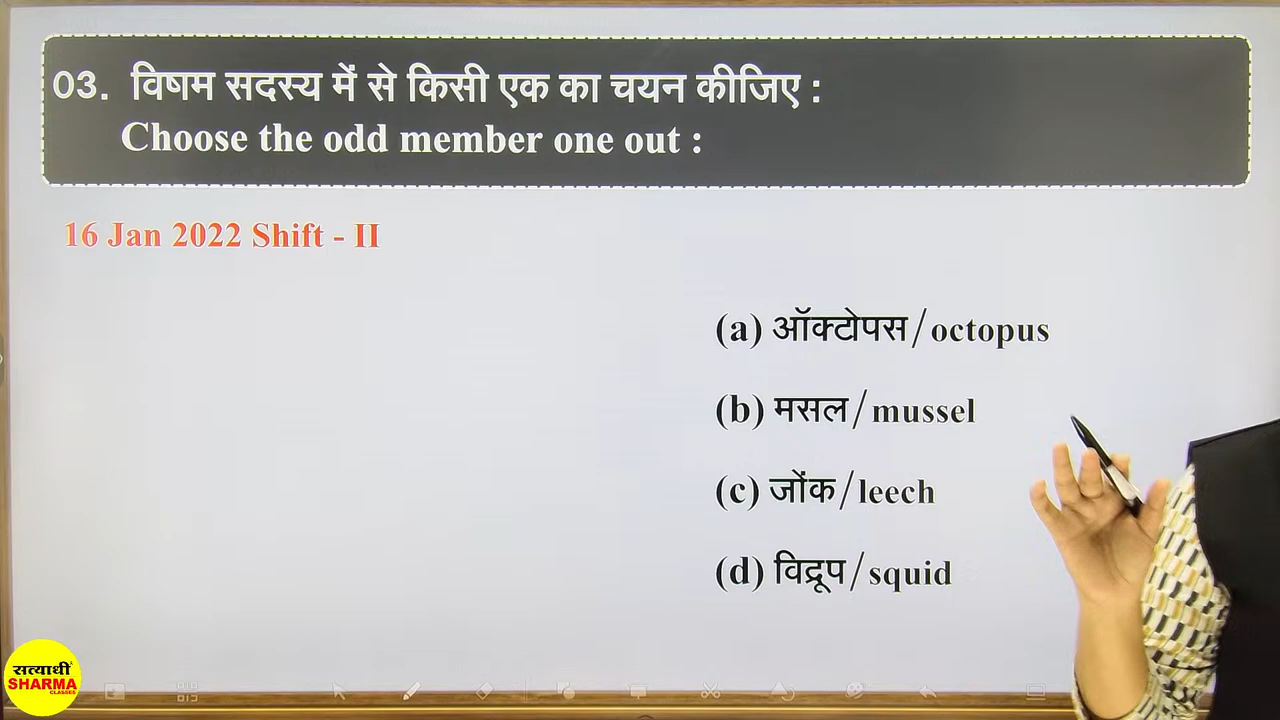 03. विषम सदस्य में से किसी एक का चयन कीजिए :
Choose the odd member one out :
16 Jan 2022 Shift - II
(a) ऑक्टोपस/octopus
(b) मसल/mussel
(c) जोंक/leech
(d) विद्रूप/squid
सत्यार्थी
SHARMA
CLASSES